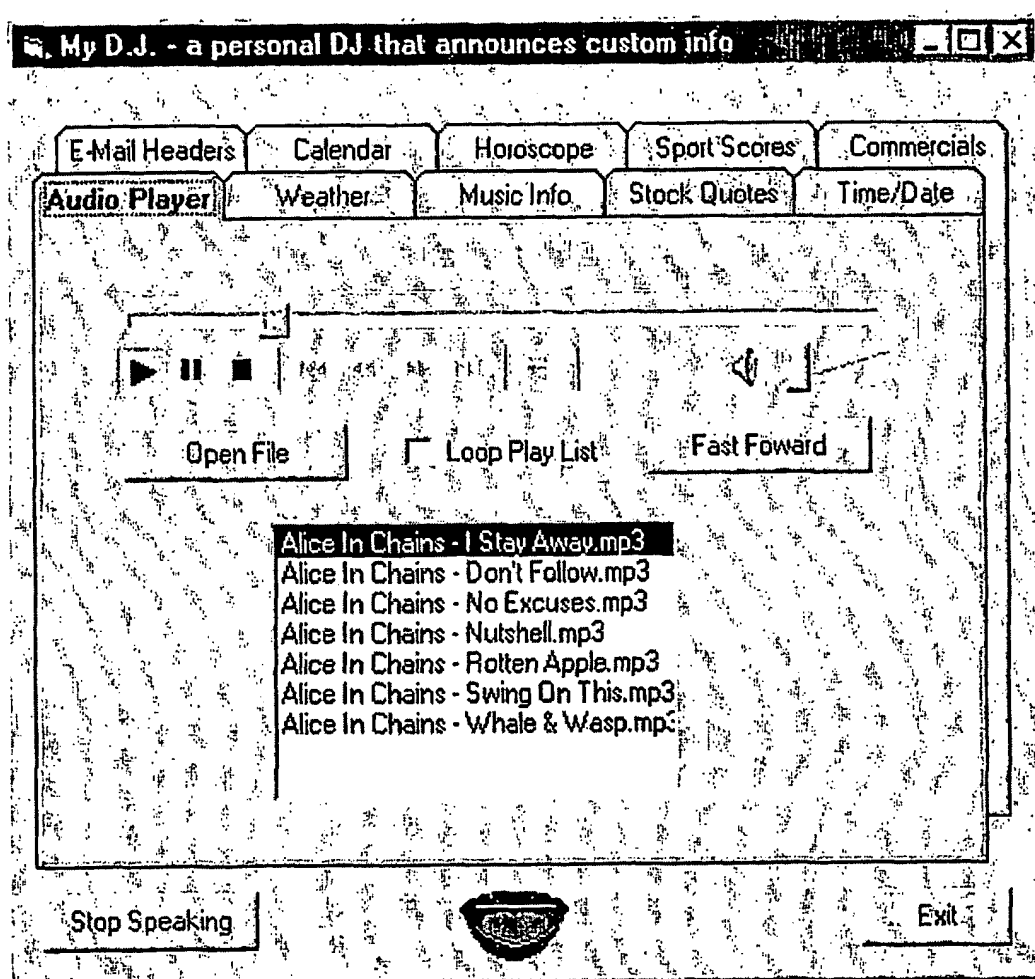 My D.J. - a personal DJ that announces custom info
E-Mail Headers Calendar Horoscope Sport Scores Commercials
Audio Player Weather Music Info Stock Quotes Time/Date
Open File Loop Play List Fast Foward
Alice In Chains - I Stay Away.mp3
Alice In Chains - Don't Follow.mp3
Alice In Chains - No Excuses.mp3
Alice In Chains - Nutshell.mp3
Alice In Chains - Rotten Apple.mp3
Alice In Chains - Swing On This.mp3
Alice In Chains - Whale & Wasp.mp3
Stop Speaking Exit